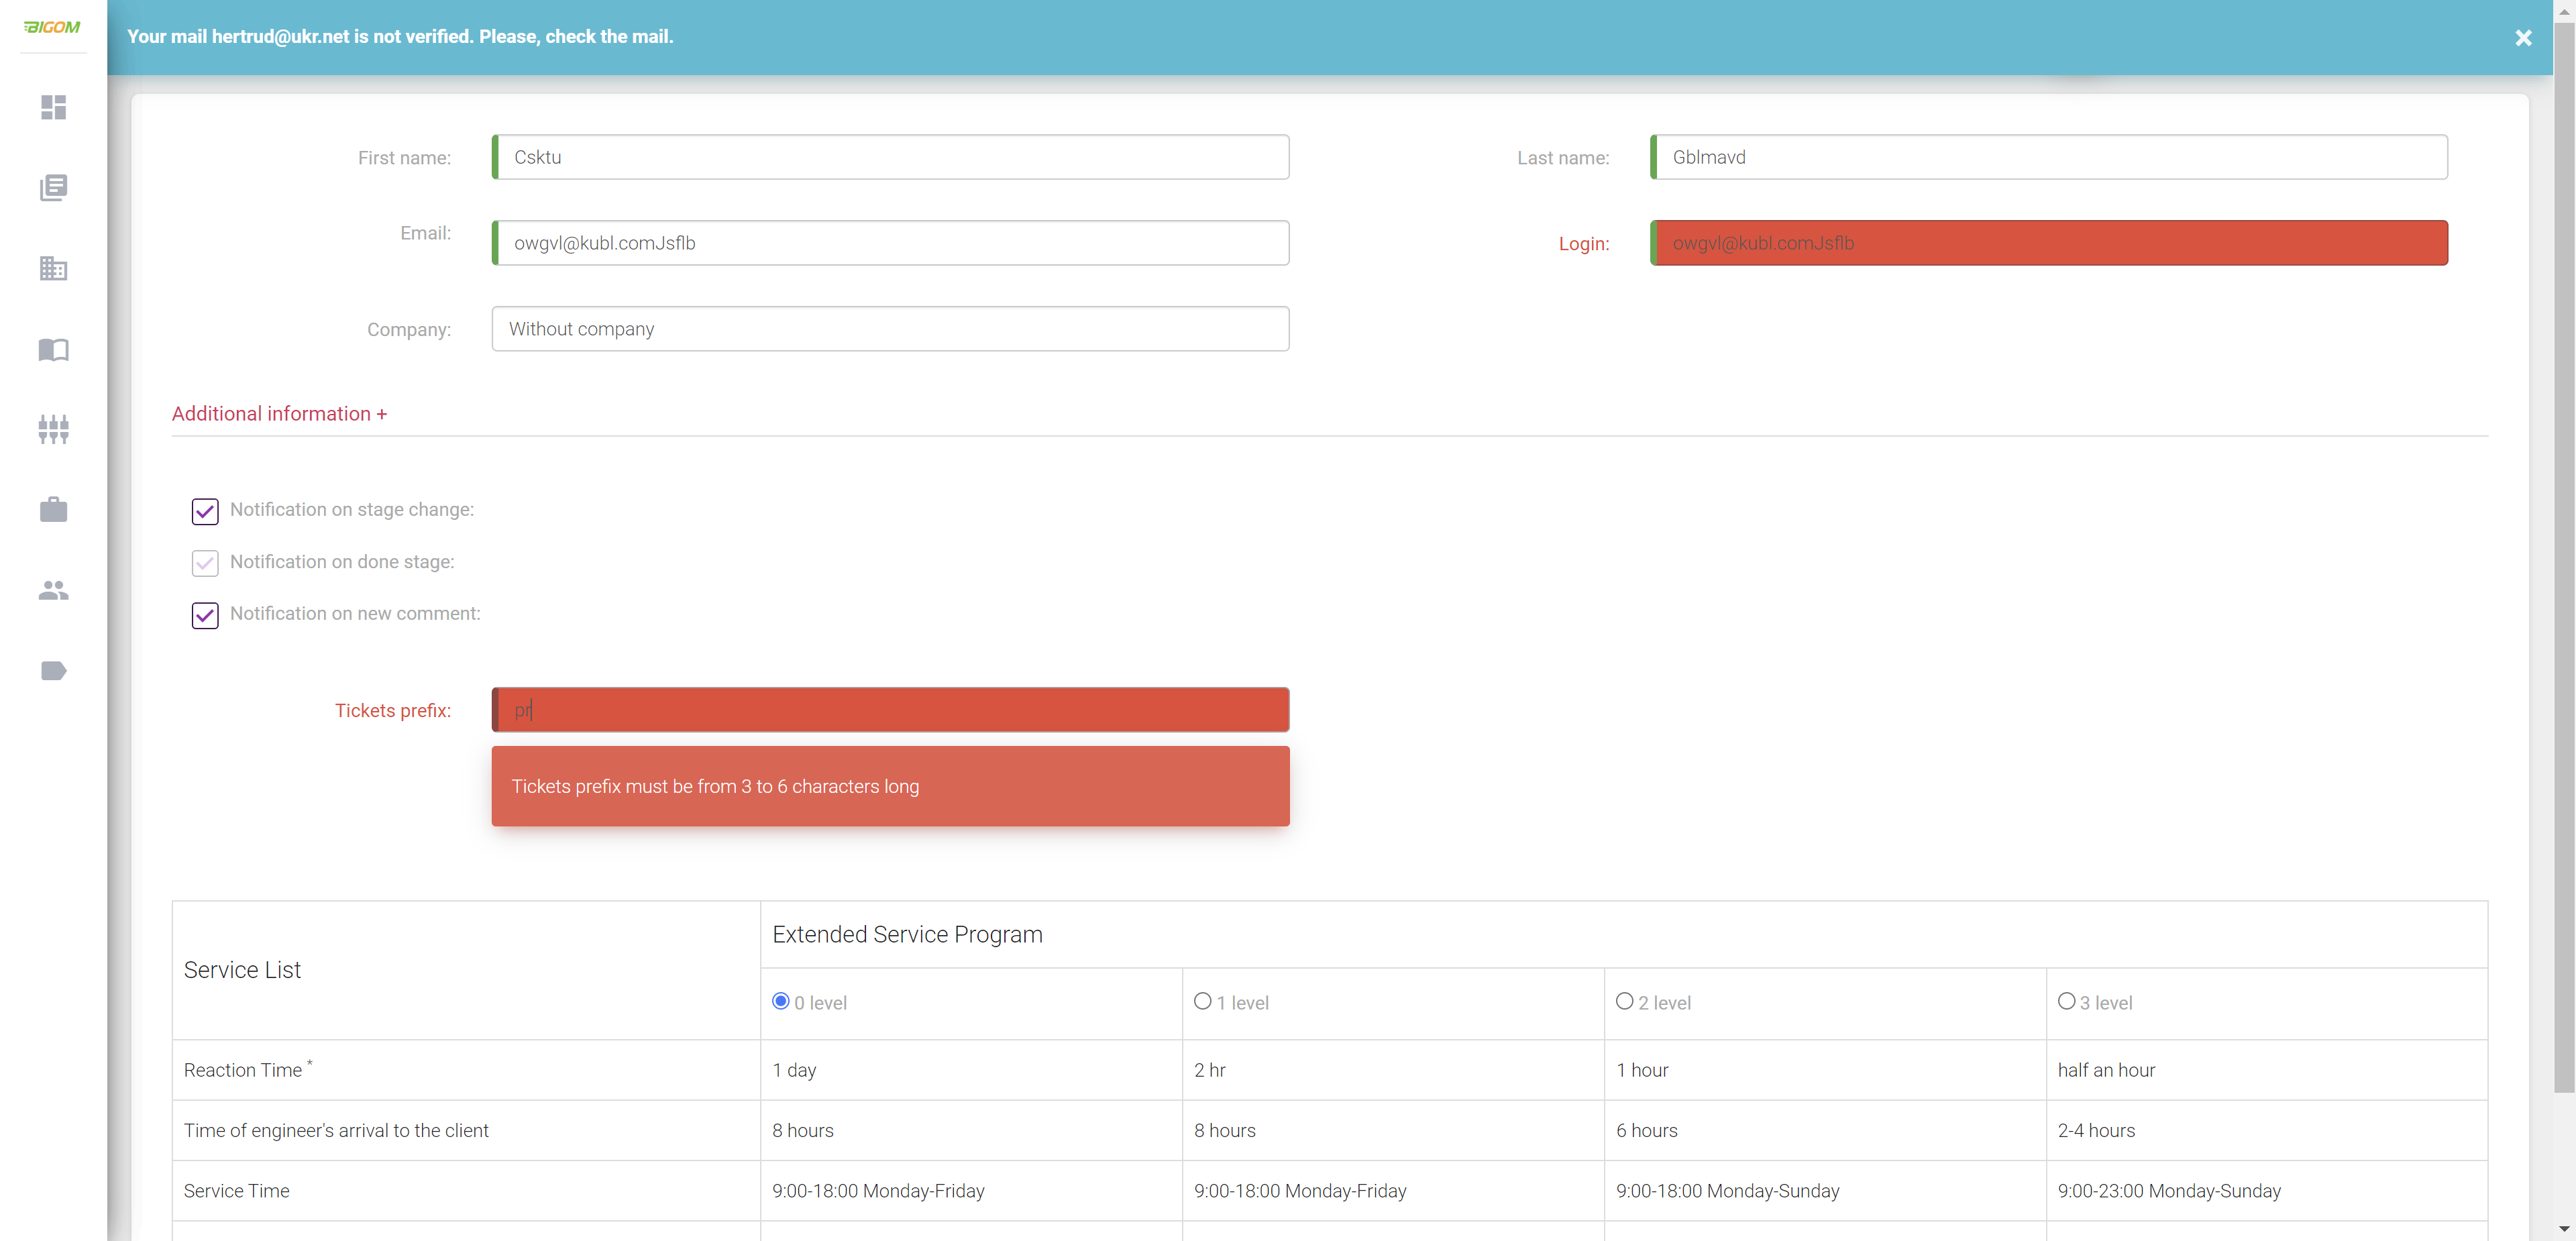 BIGOM
Your mail hertrud@ukr.net is not verified. Please, check the mail.
First name:
Csktu
Last name:
Gblmavd
Email:
owgvl@kubl.comJsflb
Login:
owgvl@kubl.comJsflb
Company:
Without company
Additional information +
Notification on stage change:
Notification on done stage:
Notification on new comment:
Tickets prefix:
pr
Tickets prefix must be from 3 to 6 characters long
Service List
Extended Service Program
0 level
1 level
2 level
3 level
Reaction Time *
1 day
2 hr
1 hour
half an hour
Time of engineer's arrival to the client
8 hours
8 hours
6 hours
2-4 hours
Service Time
9:00-18:00 Monday-Friday
9:00-18:00 Monday-Friday
9:00-18:00 Monday-Sunday
9:00-23:00 Monday-Sunday